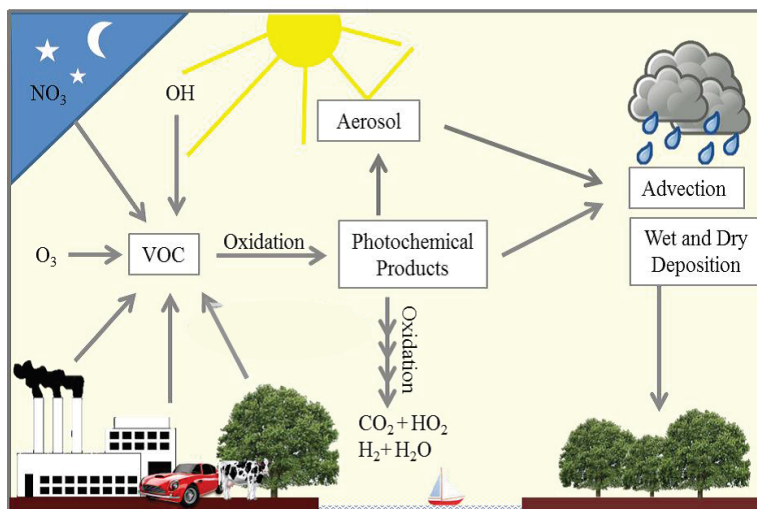 NO₃
OH
Aerosol
Advection
O₃
VOC
Oxidation
Photochemical
Products
Wet and Dry
Deposition
Oxidation
CO₂ + HO₂
H₂ + H₂O